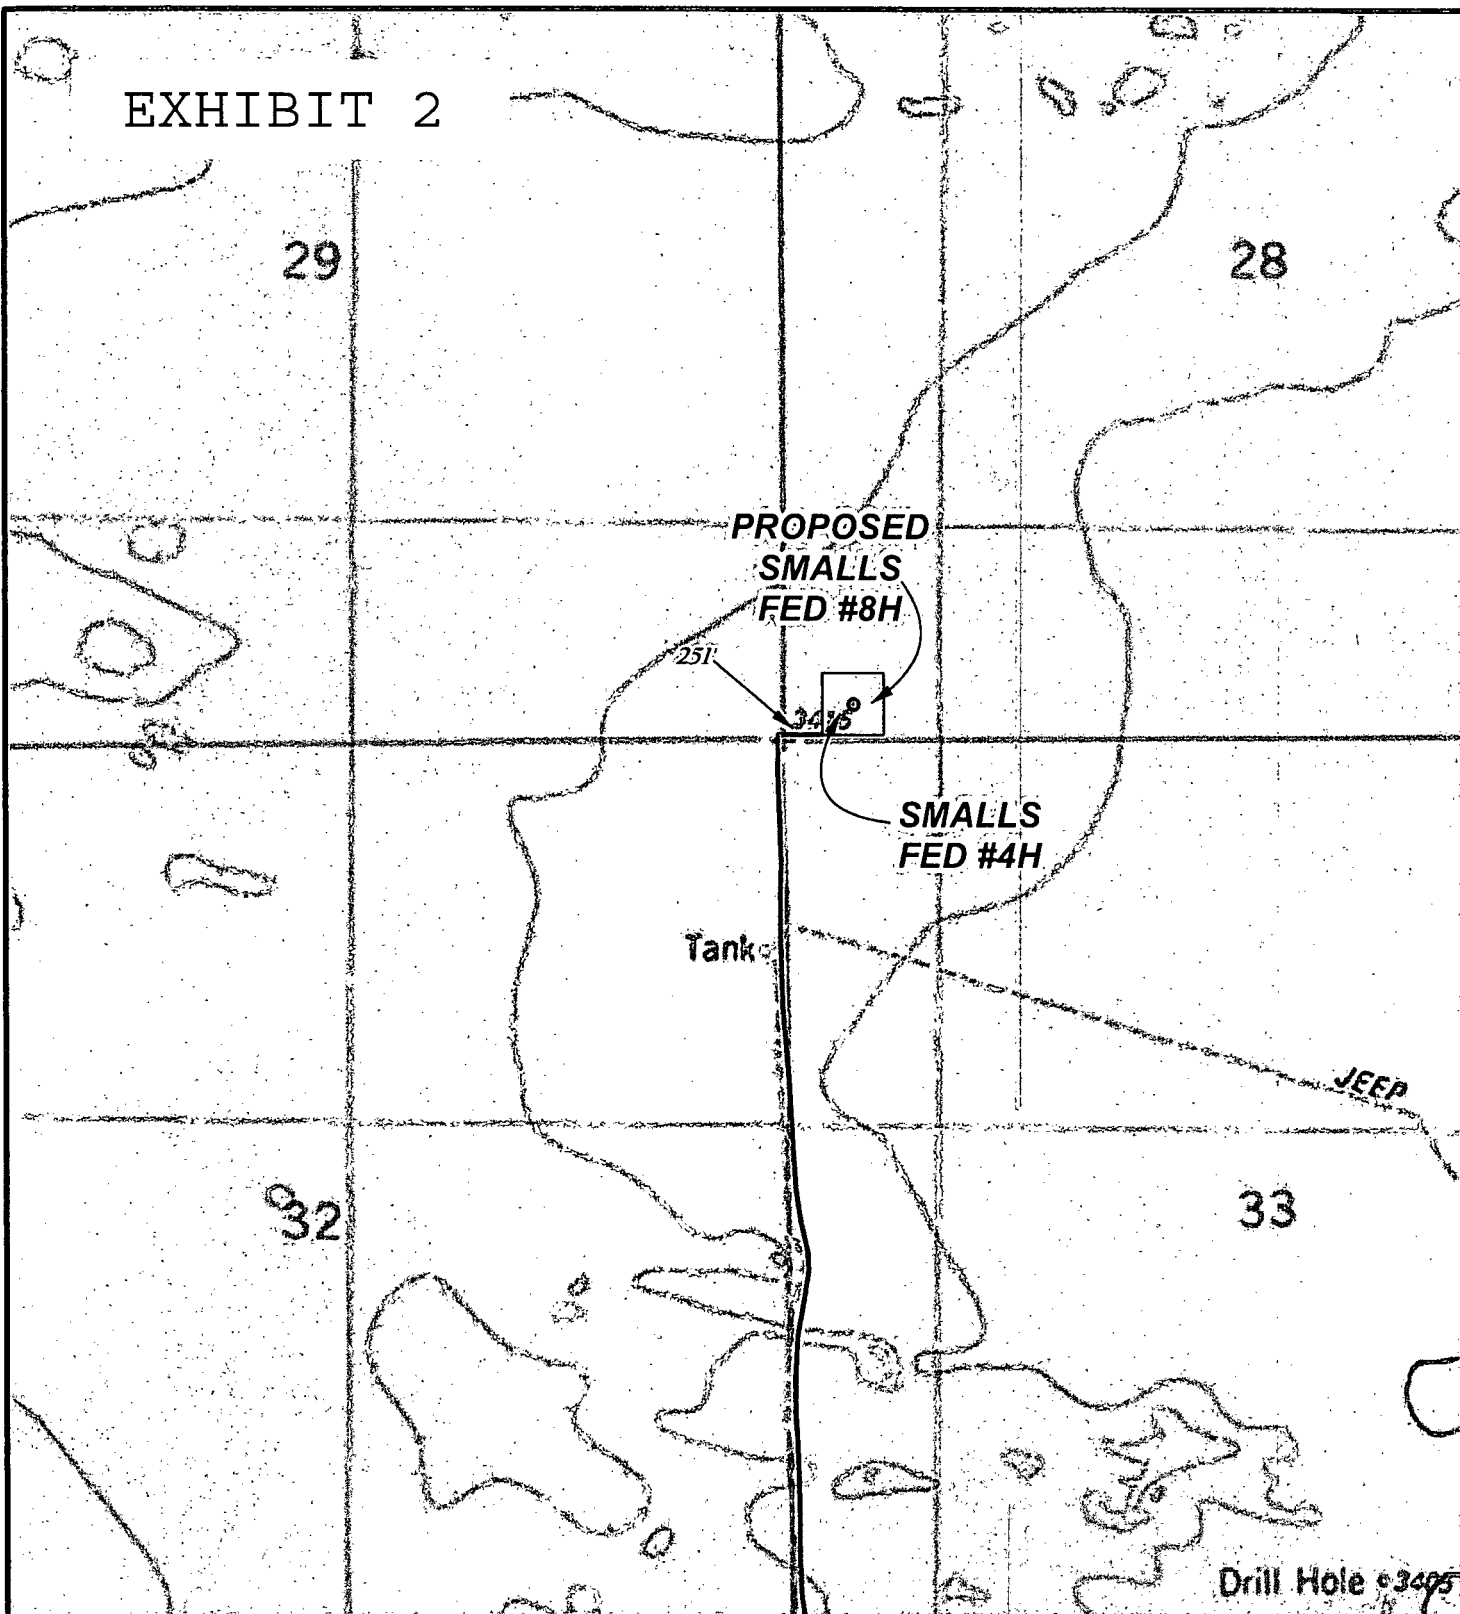 EXHIBIT 2
29
28
PROPOSED
SMALLS
FED #8H
251'
SMALLS
FED #4H
Tank
JEEP
32
33
Drill Hole